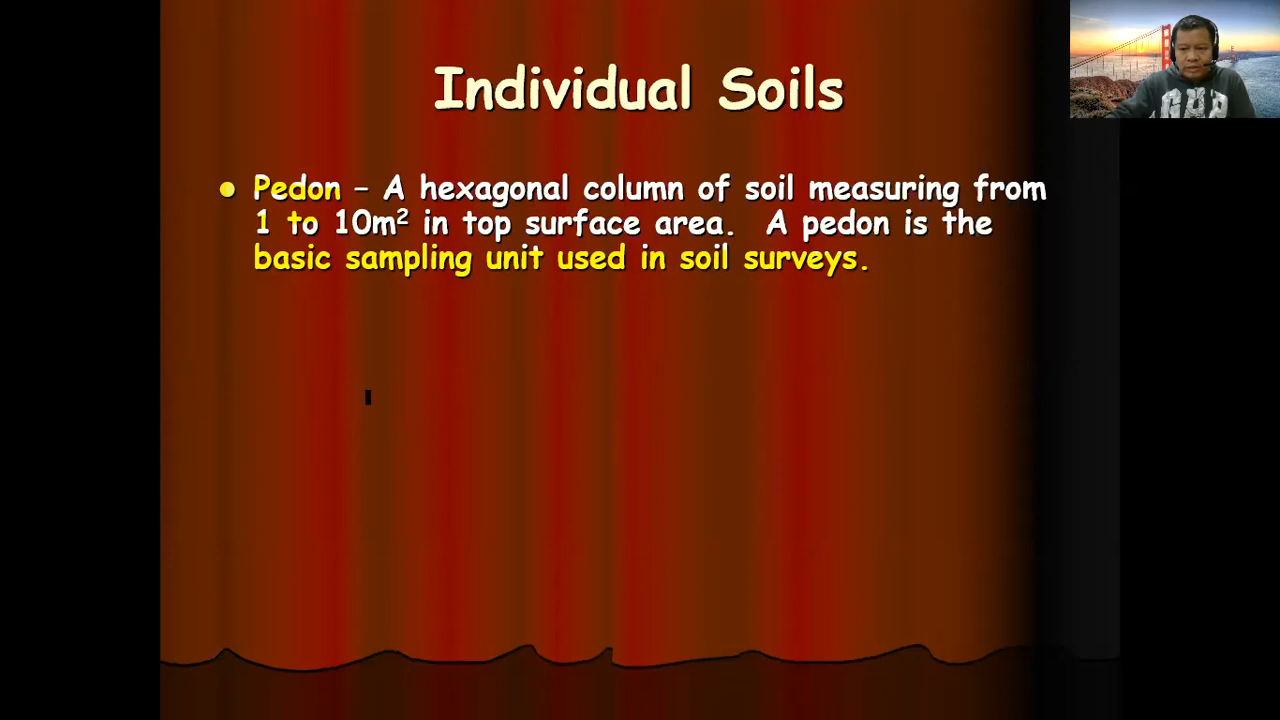 Individual Soils
• Pedon – A hexagonal column of soil measuring from
1 to 10m² in top surface area. A pedon is the
basic sampling unit used in soil surveys.
GAP